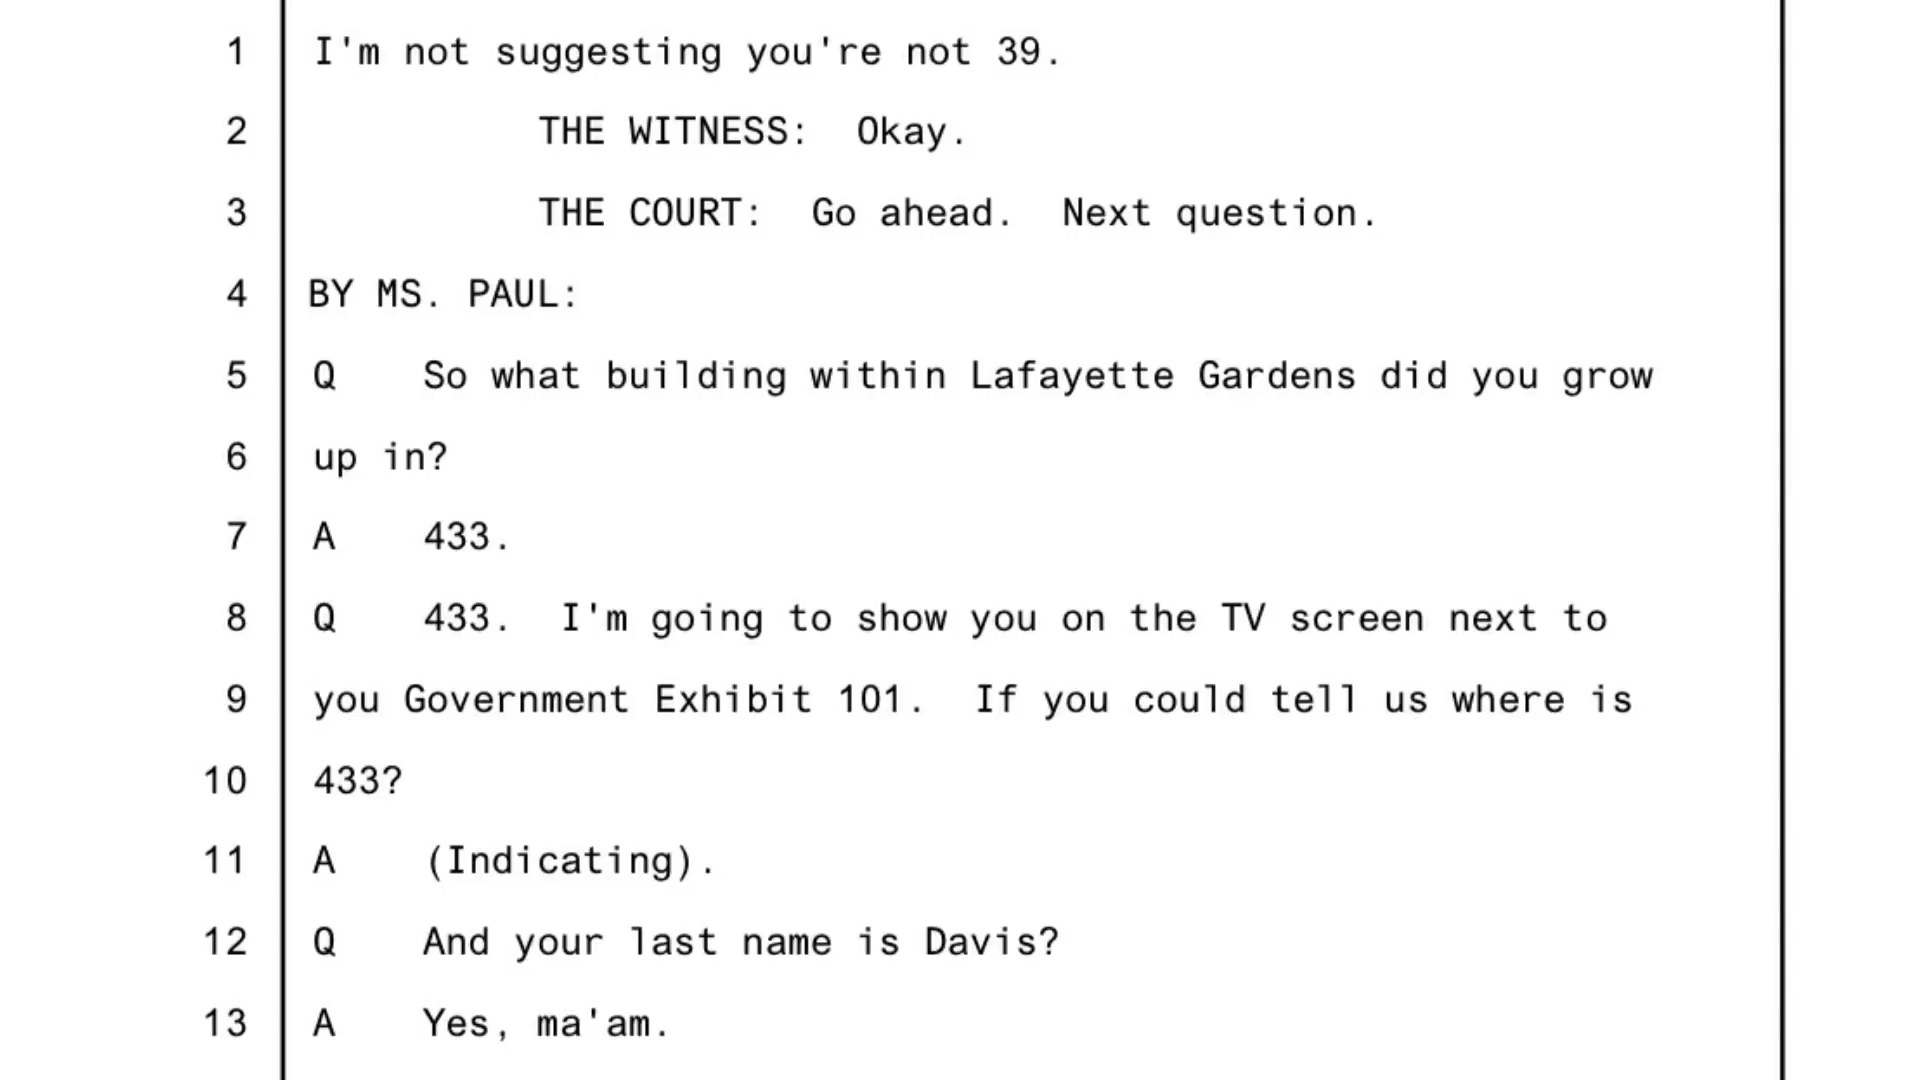 1 I'm not suggesting you're not 39.
2 THE WITNESS: Okay.
3 THE COURT: Go ahead. Next question.
4 BY MS. PAUL:
5 Q So what building within Lafayette Gardens did you grow
6 up in?
7 A 433.
8 Q 433. I'm going to show you on the TV screen next to
9 you Government Exhibit 101. If you could tell us where is
10 433?
11 A (Indicating).
12 Q And your last name is Davis?
13 A Yes, ma'am.